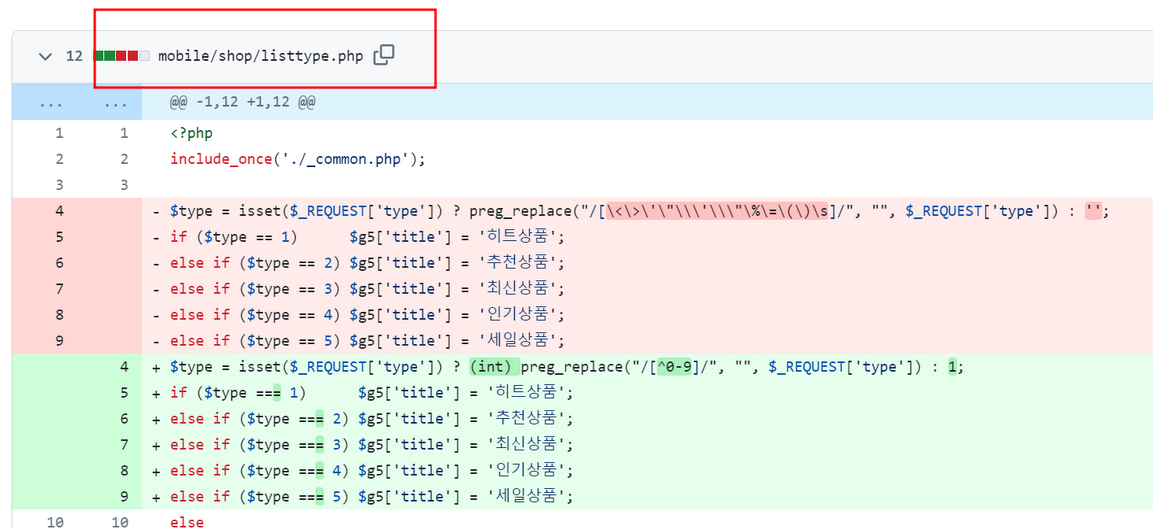 12 mobile/shop/listtype.php
... ... @@ -1,12 +1,12 @@
1 1 <?php
2 2 include_once('./_common.php');
3 3
4 - $type = isset($_REQUEST['type']) ? preg_replace("/[\<\>\'\"\\\'\\\"\%\=\(\)\s]/", "", $_REQUEST['type']) : '';
5 - if ($type == 1)      $g5['title'] = '히트상품';
6 - else if ($type == 2) $g5['title'] = '추천상품';
7 - else if ($type == 3) $g5['title'] = '최신상품';
8 - else if ($type == 4) $g5['title'] = '인기상품';
9 - else if ($type == 5) $g5['title'] = '세일상품';
4 + $type = isset($_REQUEST['type']) ? (int) preg_replace("/[^0-9]/", "", $_REQUEST['type']) : 1;
5 + if ($type === 1)      $g5['title'] = '히트상품';
6 + else if ($type === 2) $g5['title'] = '추천상품';
7 + else if ($type === 3) $g5['title'] = '최신상품';
8 + else if ($type === 4) $g5['title'] = '인기상품';
9 + else if ($type === 5) $g5['title'] = '세일상품';
10 10 else